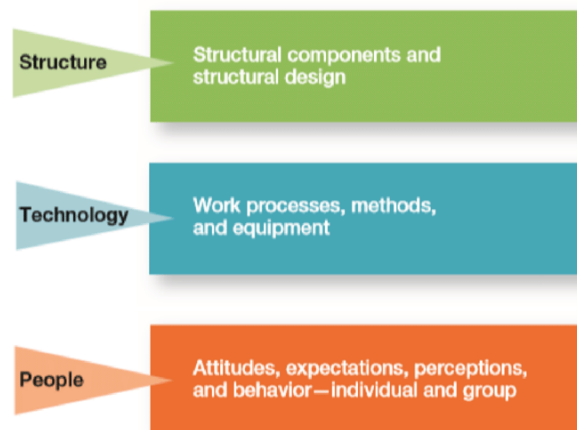 Structure
Structural components and
structural design
Technology
Work processes, methods,
and equipment
People
Attitudes, expectations, perceptions,
and behavior—individual and group